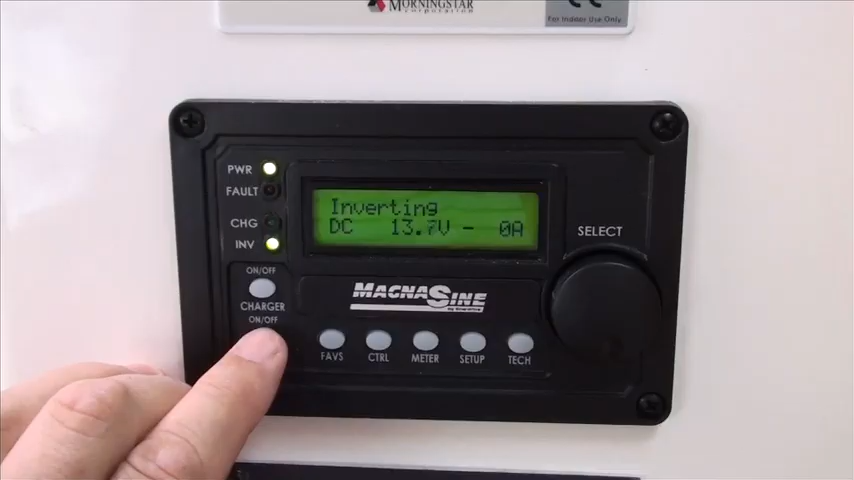 MORNINGSTAR
corporation
For Indoor Use Only
PWR
FAULT
CHG
INV
Inverting
DC 13.7V - 0A
SELECT
ON/OFF
CHARGER
ON/OFF
MAGNASINE
FAVS
CTRL
METER
SETUP
TECH